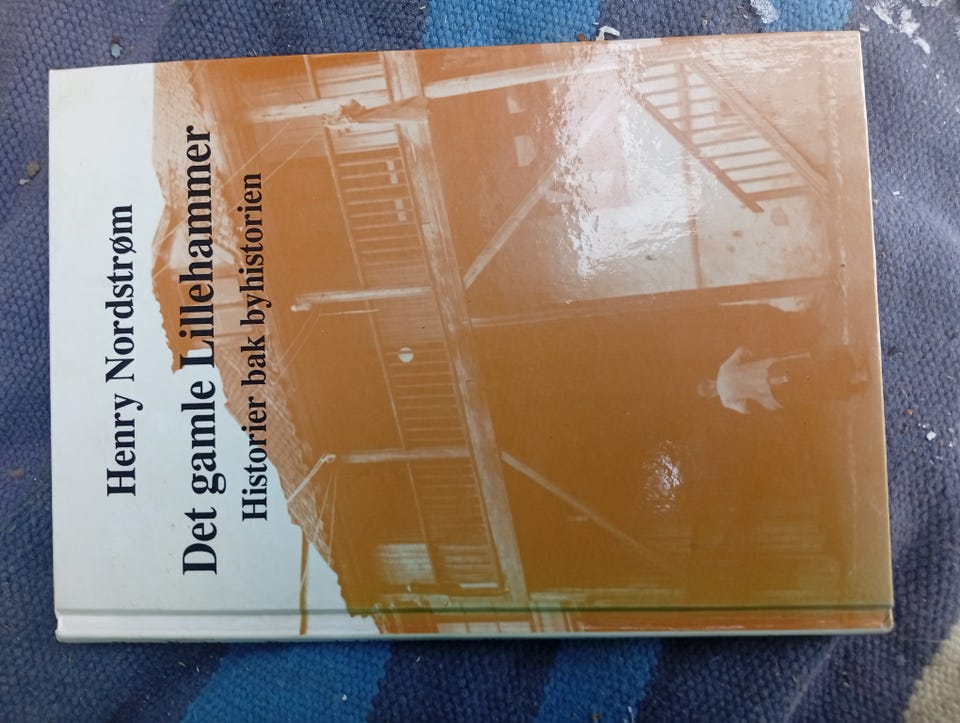 Henry Nordstrøm
Det gamle Lillehammer
Historier bak byhistorien